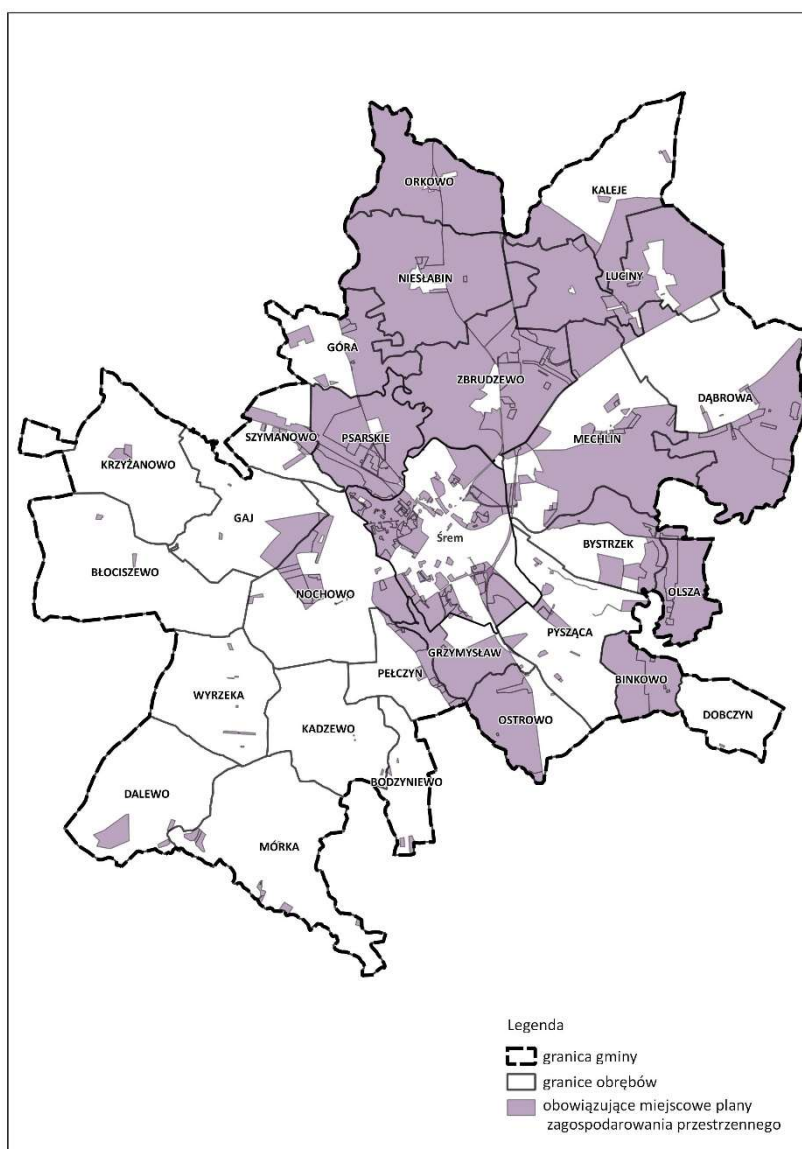 ORKOWO
KALEJE
NIESŁABIN
LUCINY
GÓRA
ZBRUDZEWO
DĄBROWA
SZYMANOWO
PSARSKIE
MECHLIN
KRZYŻANOWO
GAJ
Śrem
BYSTRZEK
BŁOCISZEWO
OLSZA
NOCHOWO
PYSZĄCA
GRZYMYSŁAW
PEŁCZYN
BINKOWO
WYRZEKA
OSTROWO
DOBCZYN
KADZEWO
BODZYNIEWO
DALEWO
MÓRKA
Legenda
granica gminy
granice obrębów
obowiązujące miejscowe plany
zagospodarowania przestrzennego